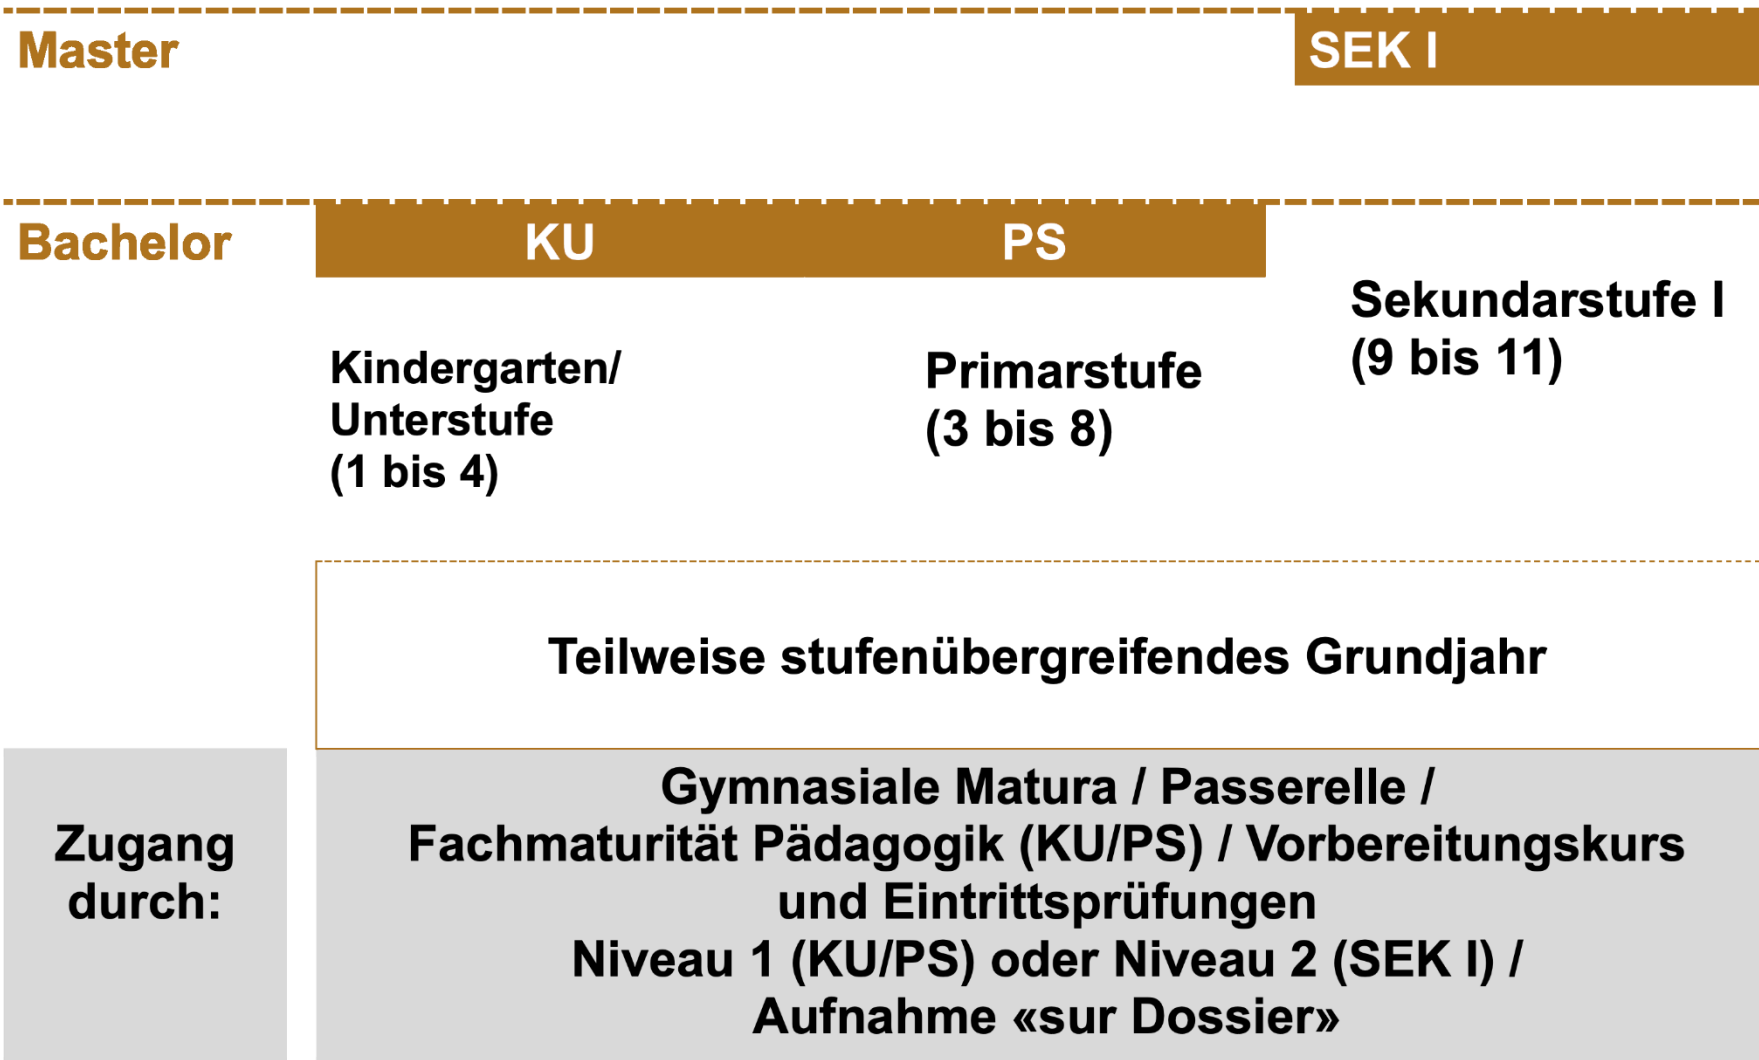 Master
SEK I
Bachelor
KU
PS
Kindergarten/
Unterstufe
(1 bis 4)
Primarstufe
(3 bis 8)
Sekundarstufe I
(9 bis 11)
Teilweise stufenübergreifendes Grundjahr
Zugang
durch:
Gymnasiale Matura / Passerelle /
Fachmaturität Pädagogik (KU/PS) / Vorbereitungskurs
und Eintrittsprüfungen
Niveau 1 (KU/PS) oder Niveau 2 (SEK I) /
Aufnahme «sur Dossier»